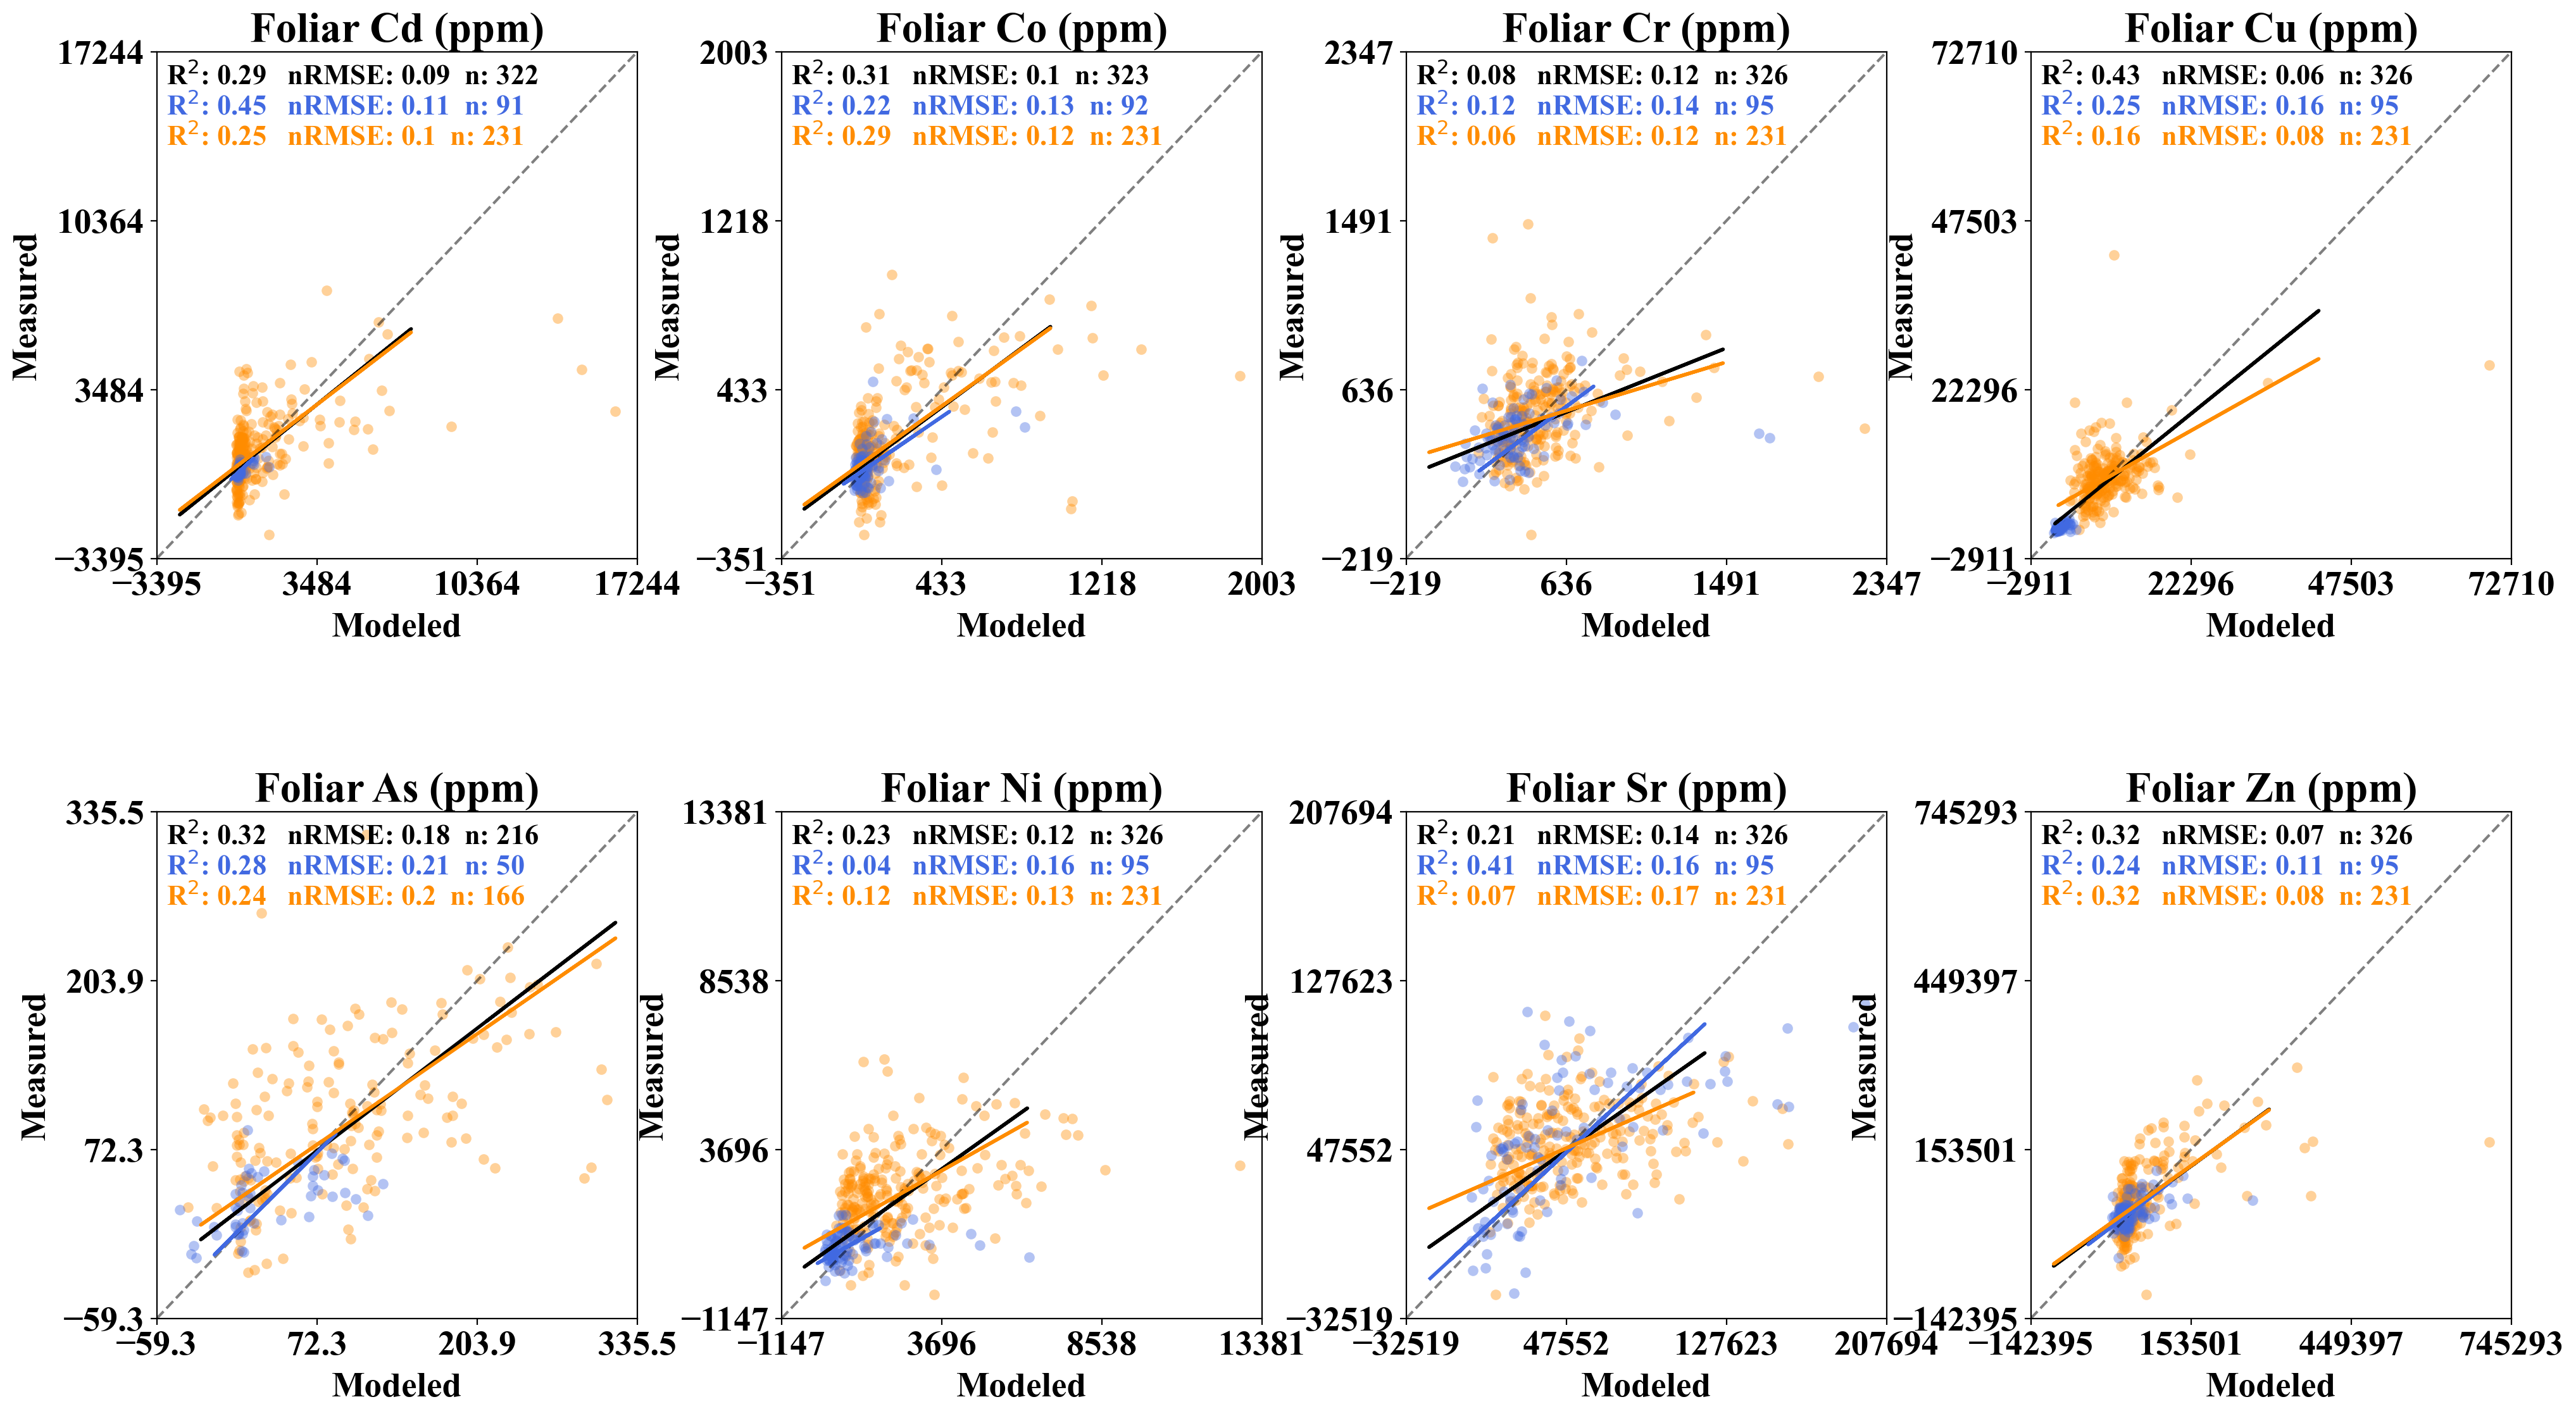 Foliar Cd (ppm)
17244
10364
3484
−3395
R²: 0.29 nRMSE: 0.09 n: 322
R²: 0.45 nRMSE: 0.11 n: 91
R²: 0.25 nRMSE: 0.1 n: 231
Measured
−3395 3484 10364 17244
Modeled
Foliar Co (ppm)
2003
1218
433
−351
R²: 0.31 nRMSE: 0.1 n: 323
R²: 0.22 nRMSE: 0.13 n: 92
R²: 0.29 nRMSE: 0.12 n: 231
Measured
−351 433 1218 2003
Modeled
Foliar Cr (ppm)
2347
1491
636
−219
R²: 0.08 nRMSE: 0.12 n: 326
R²: 0.12 nRMSE: 0.14 n: 95
R²: 0.06 nRMSE: 0.12 n: 231
Measured
−219 636 1491 2347
Modeled
Foliar Cu (ppm)
72710
47503
22296
−2911
R²: 0.43 nRMSE: 0.06 n: 326
R²: 0.25 nRMSE: 0.16 n: 95
R²: 0.16 nRMSE: 0.08 n: 231
Measured
−2911 22296 47503 72710
Modeled
Foliar As (ppm)
335.5
203.9
72.3
−59.3
R²: 0.32 nRMSE: 0.18 n: 216
R²: 0.28 nRMSE: 0.21 n: 50
R²: 0.24 nRMSE: 0.2 n: 166
Measured
−59.3 72.3 203.9 335.5
Modeled
Foliar Ni (ppm)
13381
8538
3696
−1147
R²: 0.23 nRMSE: 0.12 n: 326
R²: 0.04 nRMSE: 0.16 n: 95
R²: 0.12 nRMSE: 0.13 n: 231
Measured
−1147 3696 8538 13381
Modeled
Foliar Sr (ppm)
207694
127623
47552
−32519
R²: 0.21 nRMSE: 0.14 n: 326
R²: 0.41 nRMSE: 0.16 n: 95
R²: 0.07 nRMSE: 0.17 n: 231
Measured
−32519 47552 127623 207694
Modeled
Foliar Zn (ppm)
745293
449397
153501
−142395
R²: 0.32 nRMSE: 0.07 n: 326
R²: 0.24 nRMSE: 0.11 n: 95
R²: 0.32 nRMSE: 0.08 n: 231
Measured
−142395 153501 449397 745293
Modeled